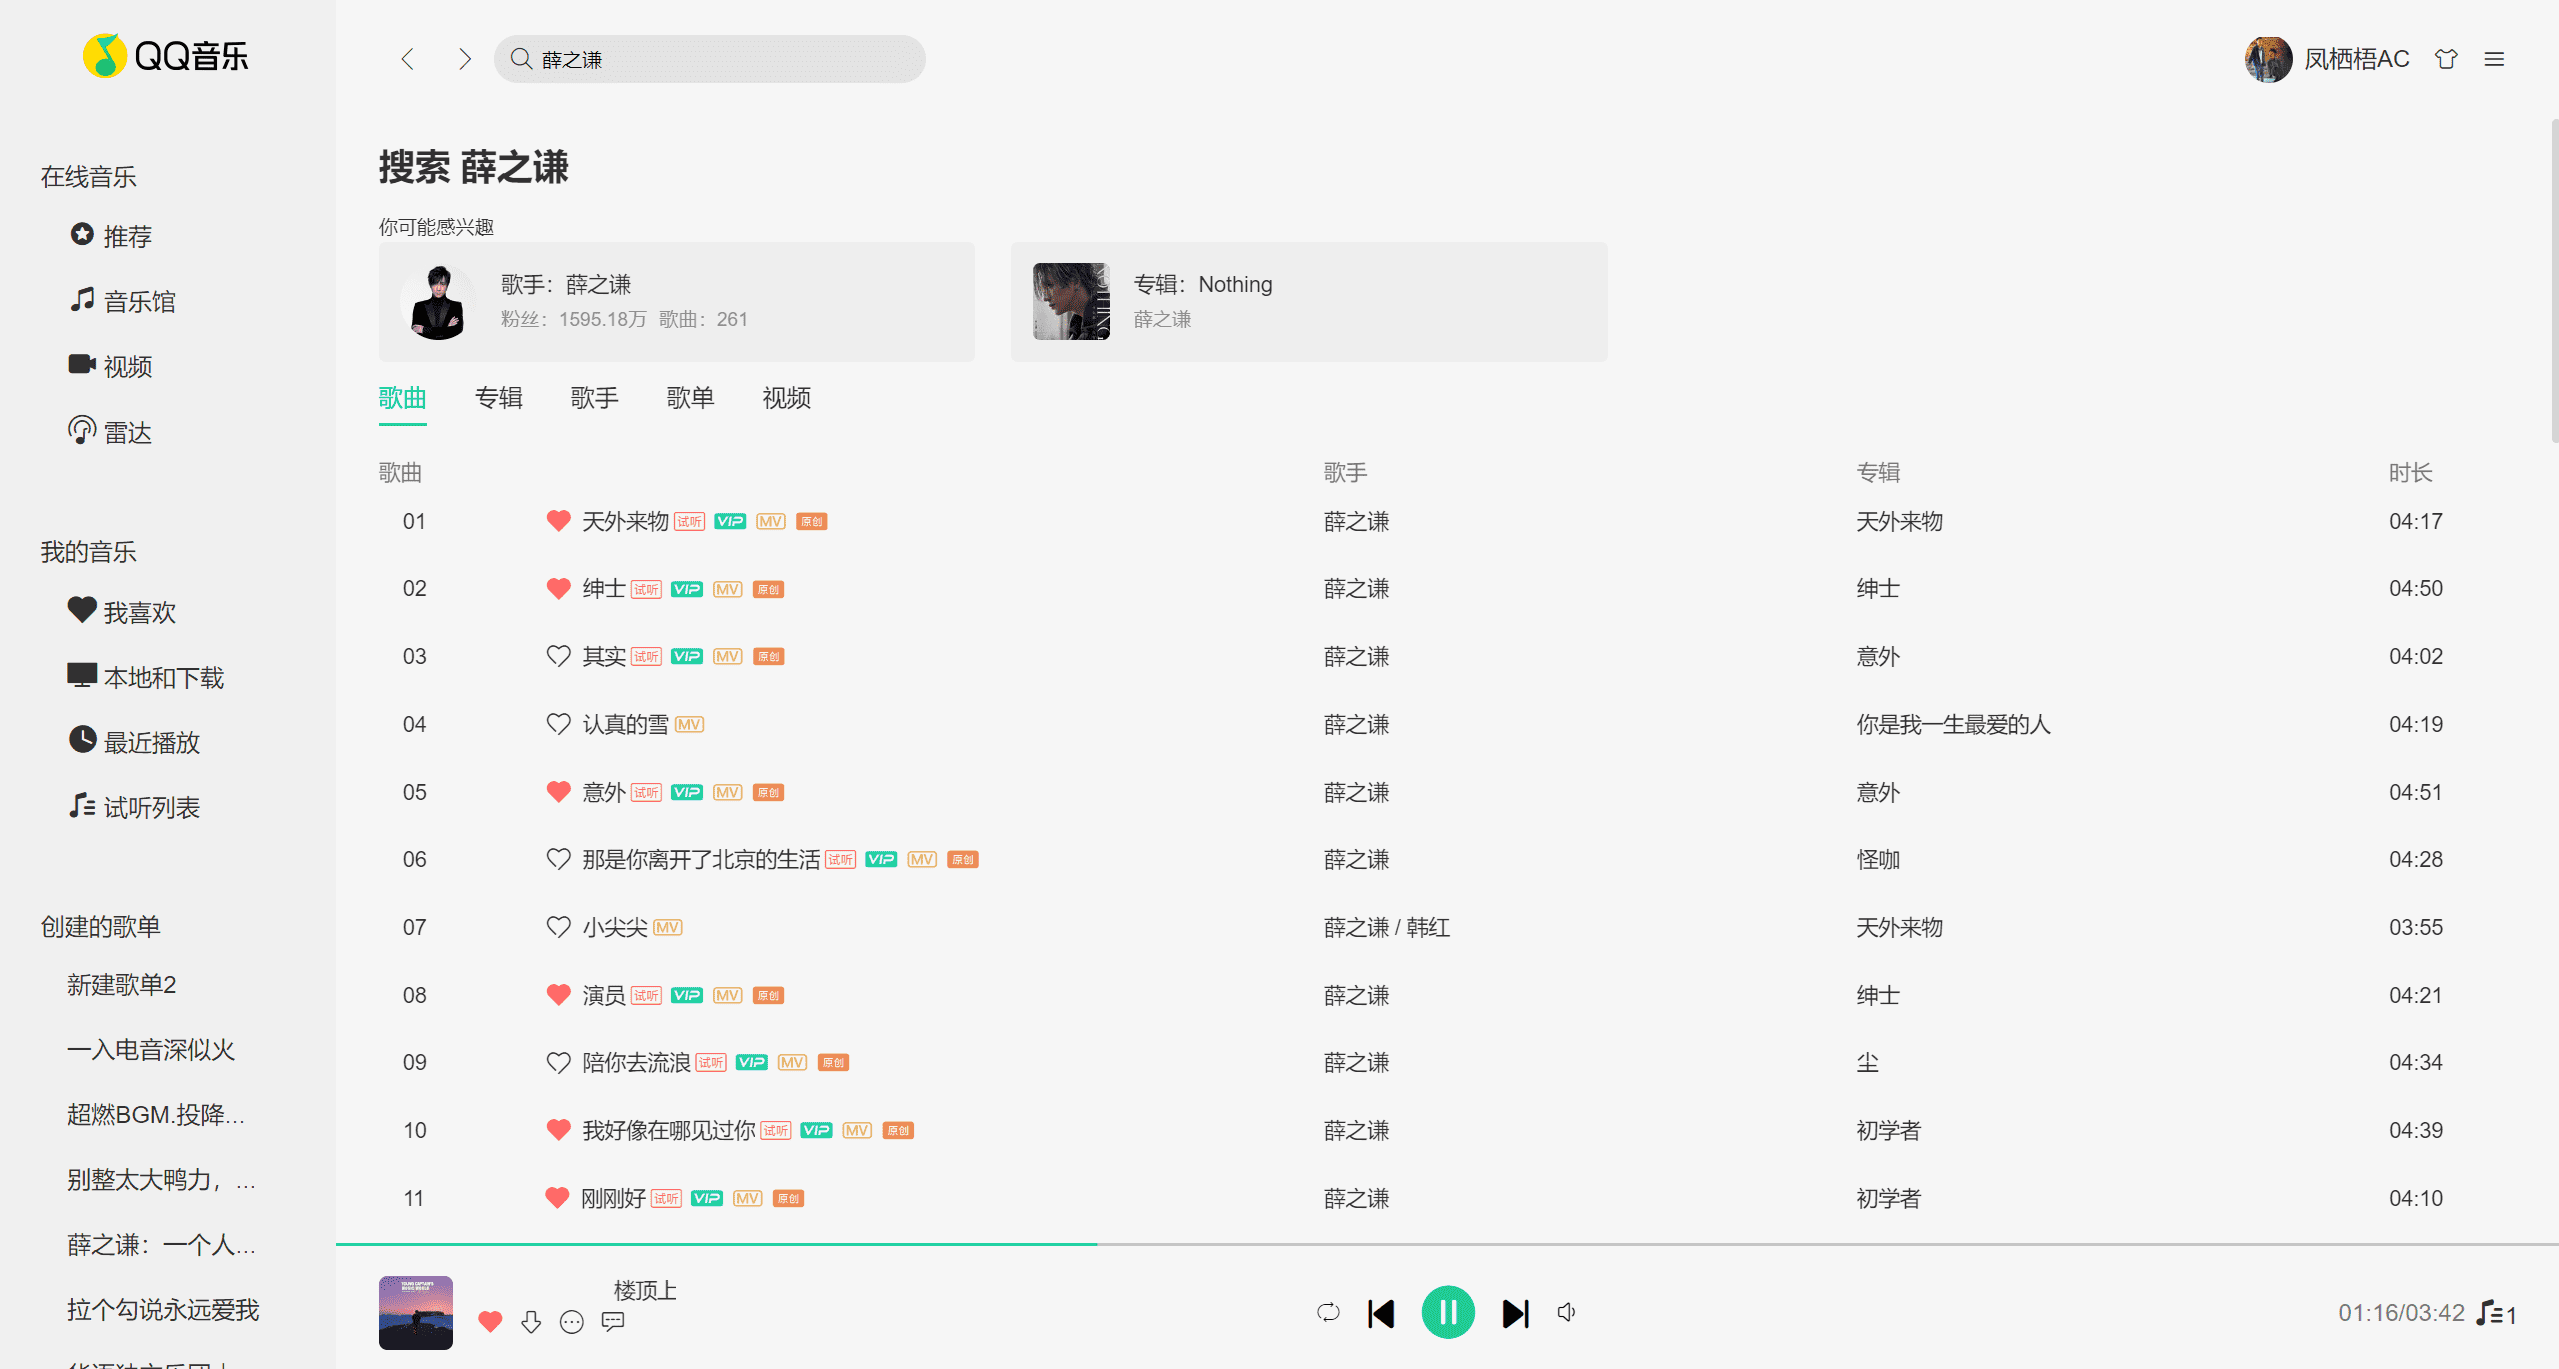 QQ音乐
薛之谦
凤栖梧AC
在线音乐
推荐
音乐馆
视频
雷达
我的音乐
我喜欢
本地和下载
最近播放
试听列表
创建的歌单
新建歌单2
一入电音深似火
超燃BGM.投降...
别整太大鸭力，...
薛之谦：一个人...
拉个勾说永远爱我
搜索 薛之谦
你可能感兴趣
歌手：薛之谦
粉丝：1595.18万 歌曲：261
专辑：Nothing
薛之谦
歌曲 专辑 歌手 歌单 视频
歌曲 歌手 专辑 时长
01 天外来物 试听 VIP MV 原创 薛之谦 天外来物 04:17
02 绅士 试听 VIP MV 原创 薛之谦 绅士 04:50
03 其实 试听 VIP MV 原创 薛之谦 意外 04:02
04 认真的雪 MV 薛之谦 你是我一生最爱的人 04:19
05 意外 试听 VIP MV 原创 薛之谦 意外 04:51
06 那是你离开了北京的生活 试听 VIP MV 原创 薛之谦 怪咖 04:28
07 小尖尖 MV 薛之谦 / 韩红 天外来物 03:55
08 演员 试听 VIP MV 原创 薛之谦 绅士 04:21
09 陪你去流浪 试听 VIP MV 原创 薛之谦 尘 04:34
10 我好像在哪见过你 试听 VIP MV 原创 薛之谦 初学者 04:39
11 刚刚好 试听 VIP MV 原创 薛之谦 初学者 04:10
楼顶上
01:16/03:42 1